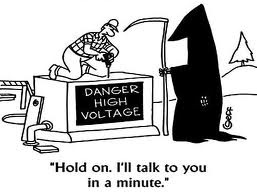 DANGER
HIGH
VOLTAGE
"Hold on. I'll talk to you
in a minute."